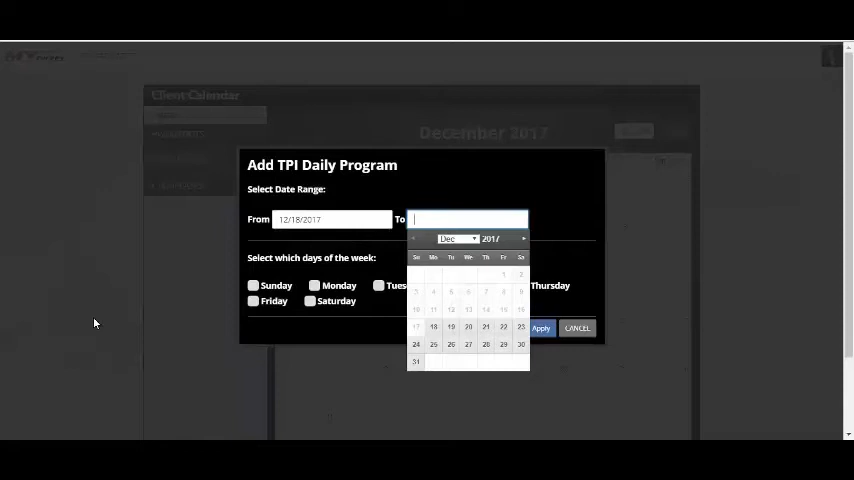 Client Calendar
December 2017
Add TPI Daily Program
Select Date Range:
From 12/18/2017 To
Dec 2017
Su Mo Tu We Th Fr Sa
1 2
3 4 5 6 7 8 9
10 11 12 13 14 15 16
17 18 19 20 21 22 23
24 25 26 27 28 29 30
31
Select which days of the week:
Sunday Monday Tues Thursday
Friday Saturday
Apply CANCEL